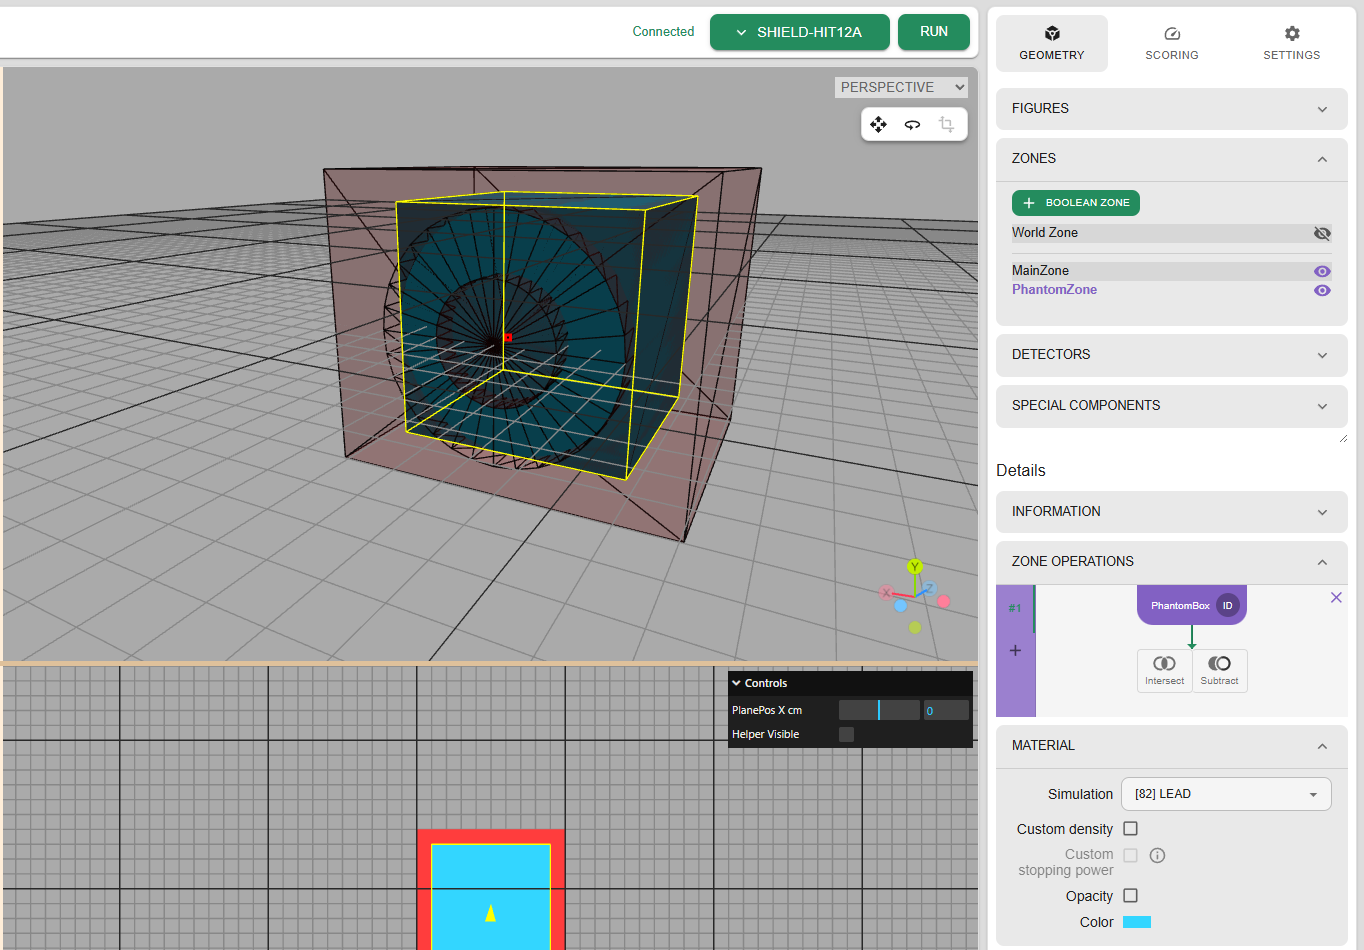 Connected
SHIELD-HIT12A
RUN
PERSPECTIVE
Y
X
Z
Controls
PlanePos X cm
0
Helper Visible
GEOMETRY
SCORING
SETTINGS
FIGURES
ZONES
+ BOOLEAN ZONE
World Zone
MainZone
PhantomZone
DETECTORS
SPECIAL COMPONENTS
Details
INFORMATION
ZONE OPERATIONS
#1
+
PhantomBox ID
Intersect
Subtract
MATERIAL
Simulation
[82] LEAD
Custom density
Custom
stopping power
Opacity
Color